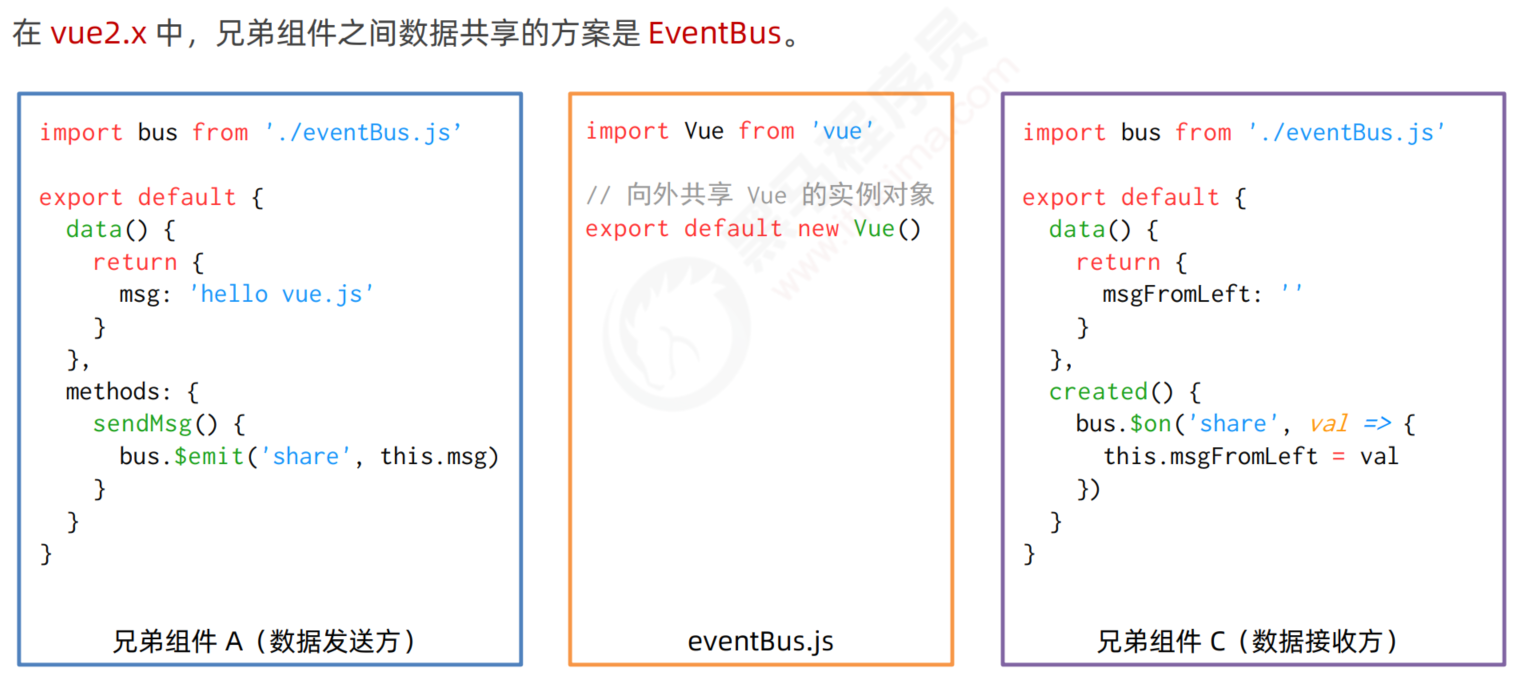 在 vue2.x 中，兄弟组件之间数据共享的方案是 EventBus。
import bus from './eventBus.js’
export default {
data() {
return {
msg: 'hello vue.js'
}
},
methods: {
sendMsg() {
bus.$emit('share', this.msg)
}
}
}
兄弟组件 A（数据发送方）
import Vue from 'vue'
// 向外共享 Vue 的实例对象
export default new Vue()
eventBus.js
import bus from './eventBus.js'
export default {
data() {
return {
msgFromLeft: ''
}
},
created() {
bus.$on('share', val => {
this.msgFromLeft = val
})
}
}
兄弟组件 C（数据接收方）
黑马程序员
www.itheima.com